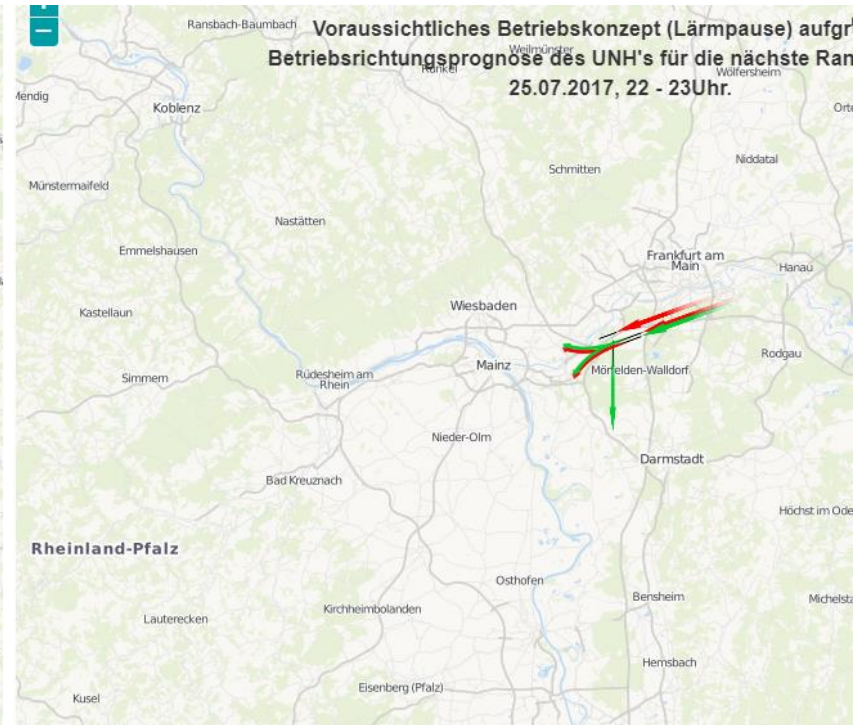 Ransbach-Baumbach
Voraussichtliches Betriebskonzept (Lärmpause) aufgr
Weilmünster
Betriebsrichtungsprognose des UNH's für die nächste Ran
Runkel
Wölfersheim
25.07.2017, 22 - 23Uhr.
Mendig
Koblenz
Orte
Schmitten
Niddatal
Münstermaifeld
Nastätten
Emmelshausen
Frankfurt am
Main
Hanau
Kastellaun
Wiesbaden
Rodgau
Mainz
Mörfelden-Walldorf
Simmern
Rüdesheim am
Rhein
Nieder-Olm
Darmstadt
Bad Kreuznach
Höchst im Ode
Rheinland-Pfalz
Osthofen
Bensheim
Michelsta
Kirchheimbolanden
Lauterecken
Hemsbach
Eisenberg (Pfalz)
Kusel